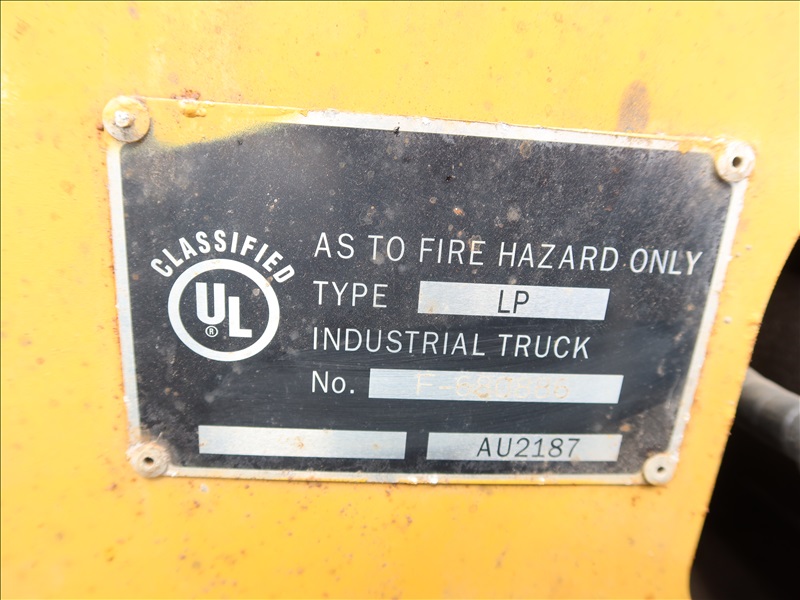 CLASSIFIED
UL
®
AS TO FIRE HAZARD ONLY
TYPE LP
INDUSTRIAL TRUCK
No.
AU2187